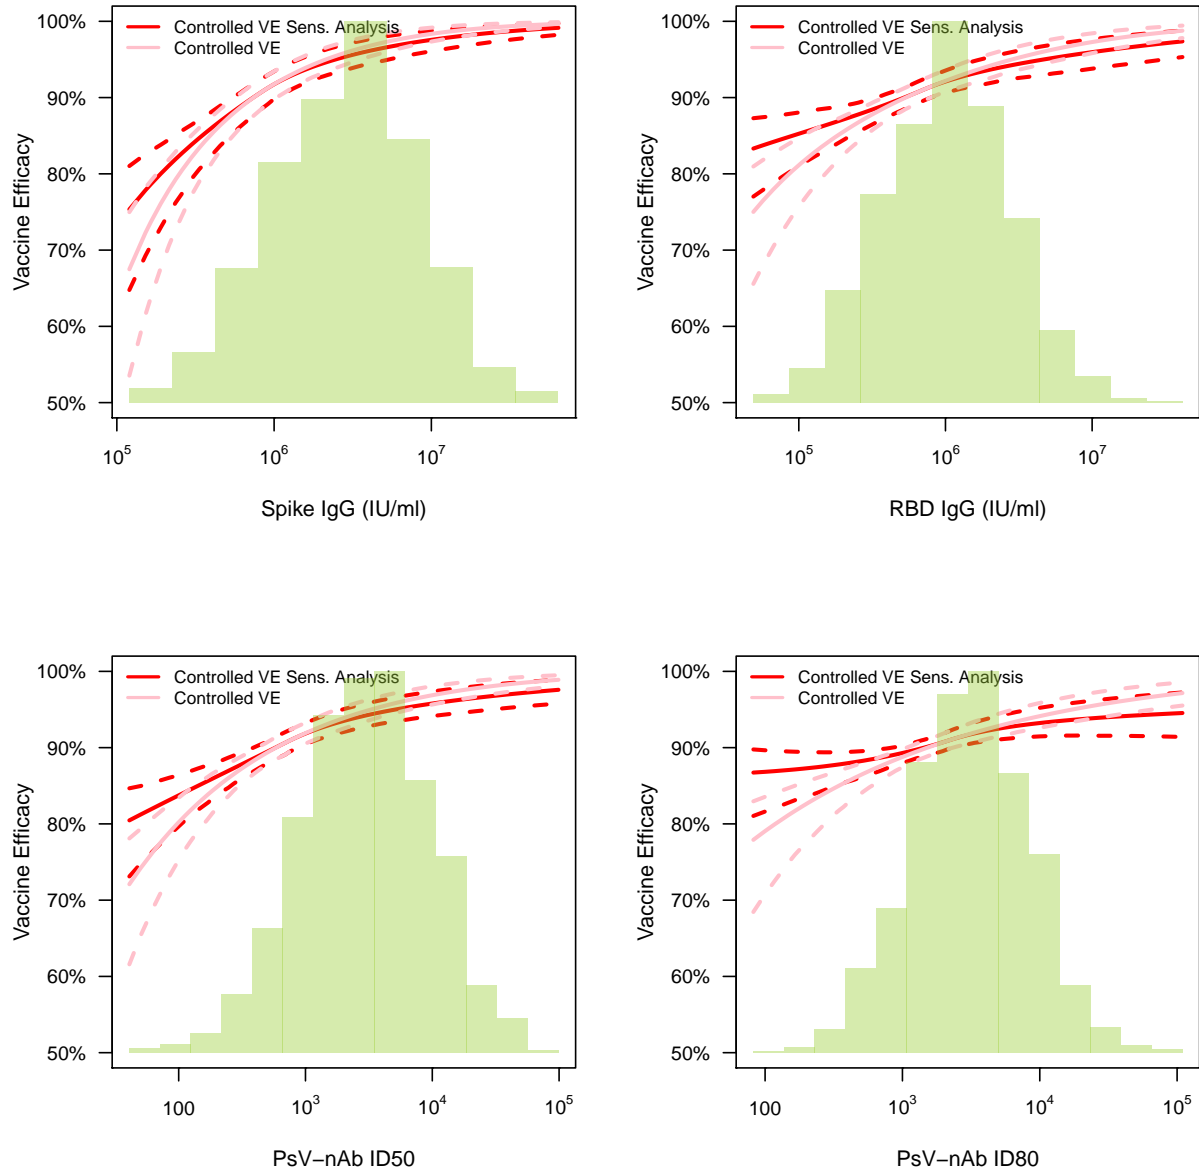 Controlled VE Sens. Analysis
Controlled VE
100%
90%
80%
70%
60%
50%
Vaccine Efficacy
10^5
10^6
10^7
Spike IgG (IU/ml)
Controlled VE Sens. Analysis
Controlled VE
100%
90%
80%
70%
60%
50%
Vaccine Efficacy
10^5
10^6
10^7
RBD IgG (IU/ml)
Controlled VE Sens. Analysis
Controlled VE
100%
90%
80%
70%
60%
50%
Vaccine Efficacy
100
10^3
10^4
10^5
PsV−nAb ID50
Controlled VE Sens. Analysis
Controlled VE
100%
90%
80%
70%
60%
50%
Vaccine Efficacy
100
10^3
10^4
10^5
PsV−nAb ID80